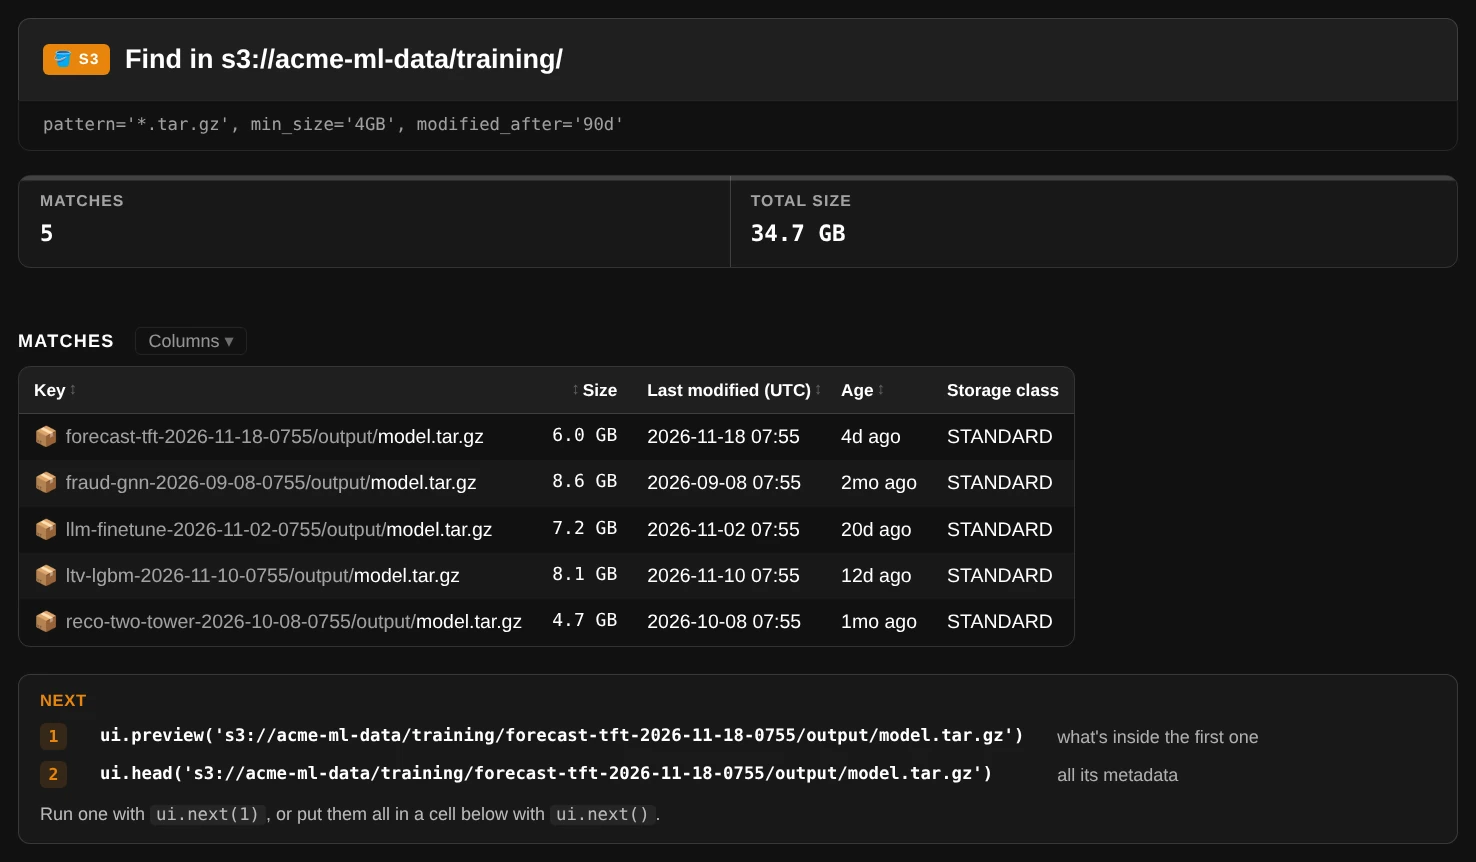 S3 Find in s3://acme-ml-data/training/
pattern='*.tar.gz', min_size='4GB', modified_after='90d'
MATCHES
5
TOTAL SIZE
34.7 GB
MATCHES Columns ▾
Key ↕ ↕ Size Last modified (UTC) ↕ Age ↕ Storage class
forecast-tft-2026-11-18-0755/output/model.tar.gz 6.0 GB 2026-11-18 07:55 4d ago STANDARD
fraud-gnn-2026-09-08-0755/output/model.tar.gz 8.6 GB 2026-09-08 07:55 2mo ago STANDARD
llm-finetune-2026-11-02-0755/output/model.tar.gz 7.2 GB 2026-11-02 07:55 20d ago STANDARD
ltv-lgbm-2026-11-10-0755/output/model.tar.gz 8.1 GB 2026-11-10 07:55 12d ago STANDARD
reco-two-tower-2026-10-08-0755/output/model.tar.gz 4.7 GB 2026-10-08 07:55 1mo ago STANDARD
NEXT
1 ui.preview('s3://acme-ml-data/training/forecast-tft-2026-11-18-0755/output/model.tar.gz') what's inside the first one
2 ui.head('s3://acme-ml-data/training/forecast-tft-2026-11-18-0755/output/model.tar.gz') all its metadata
Run one with ui.next(1), or put them all in a cell below with ui.next().